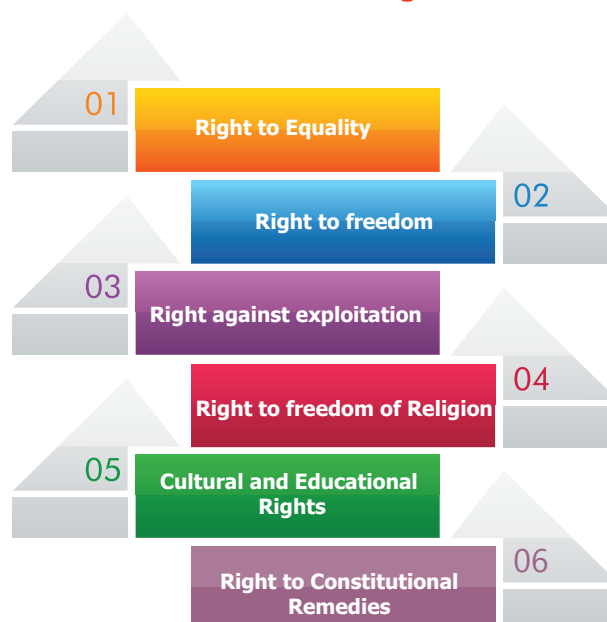 01
Right to Equality
02
Right to freedom
03
Right against exploitation
04
Right to freedom of Religion
05
Cultural and Educational
Rights
06
Right to Constitutional
Remedies